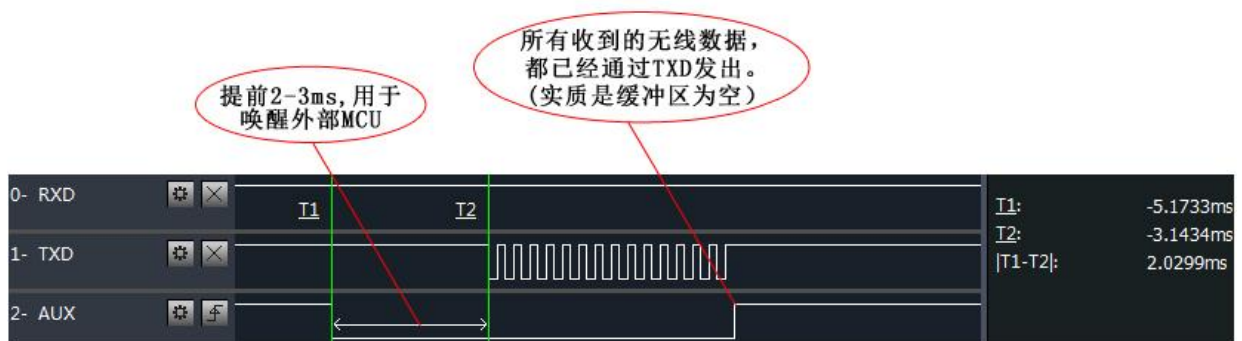 所有收到的无线数据，
都已经通过TXD发出。
(实质是缓冲区为空)
提前2-3ms,用于
唤醒外部MCU
0- RXD
T1
T2
1- TXD
2- AUX
T1: -5.1733ms
T2: -3.1434ms
|T1-T2|: 2.0299ms